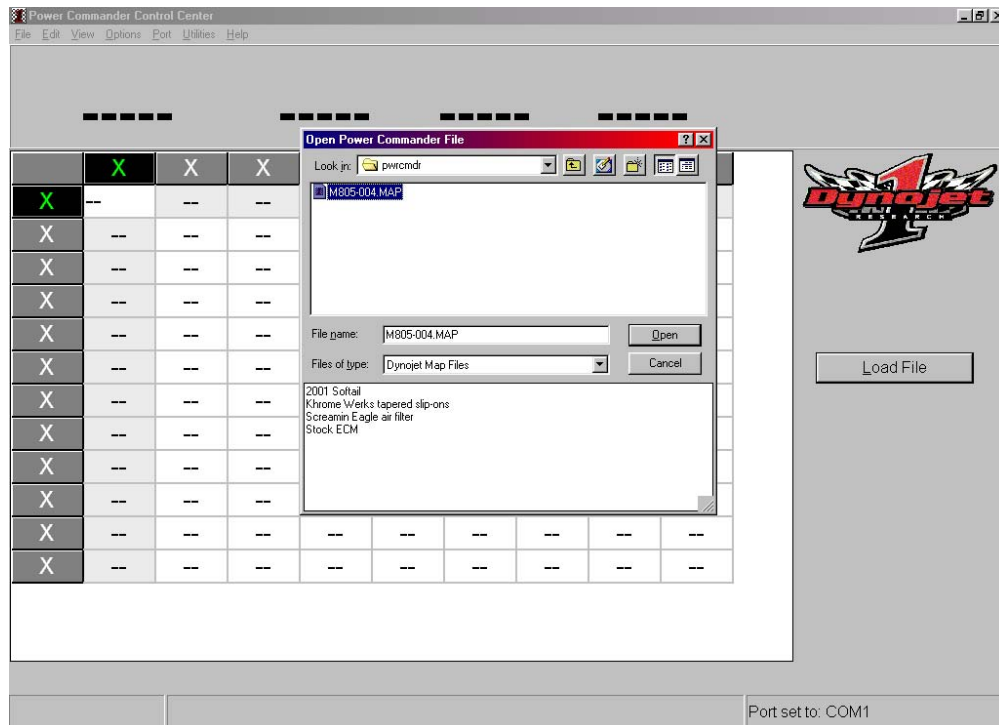 Power Commander Control Center
File Edit View Options Port Utilities Help
Open Power Commander File
Look in: pwrcmdr
M805-004.MAP
File name: M805-004.MAP
Open
Files of type: Dynojet Map Files
Cancel
2001 Softail
Khrome Werks tapered slip-ons
Screamin Eagle air filter
Stock ECM
X X X
X -- -- --
X -- -- --
X -- -- --
X -- -- --
X -- -- --
X -- -- --
X -- -- --
X -- -- --
X -- -- --
X -- -- --
X -- -- -- -- -- -- -- --
X -- -- -- -- -- -- -- --
1
Dynojet
RESEARCH
Load File
Port set to: COM1